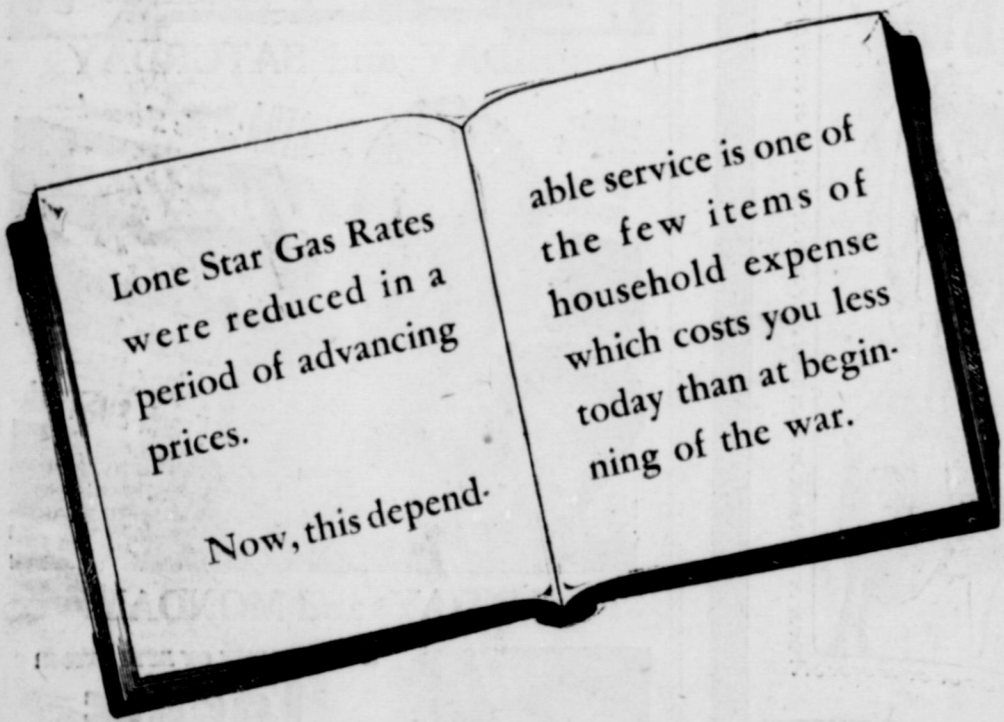 Lone Star Gas Rates
were reduced in a
period of advancing
prices.
Now, this depend-
able service is one of
the few items of
household expense
which costs you less
today than at begin-
ning of the war.